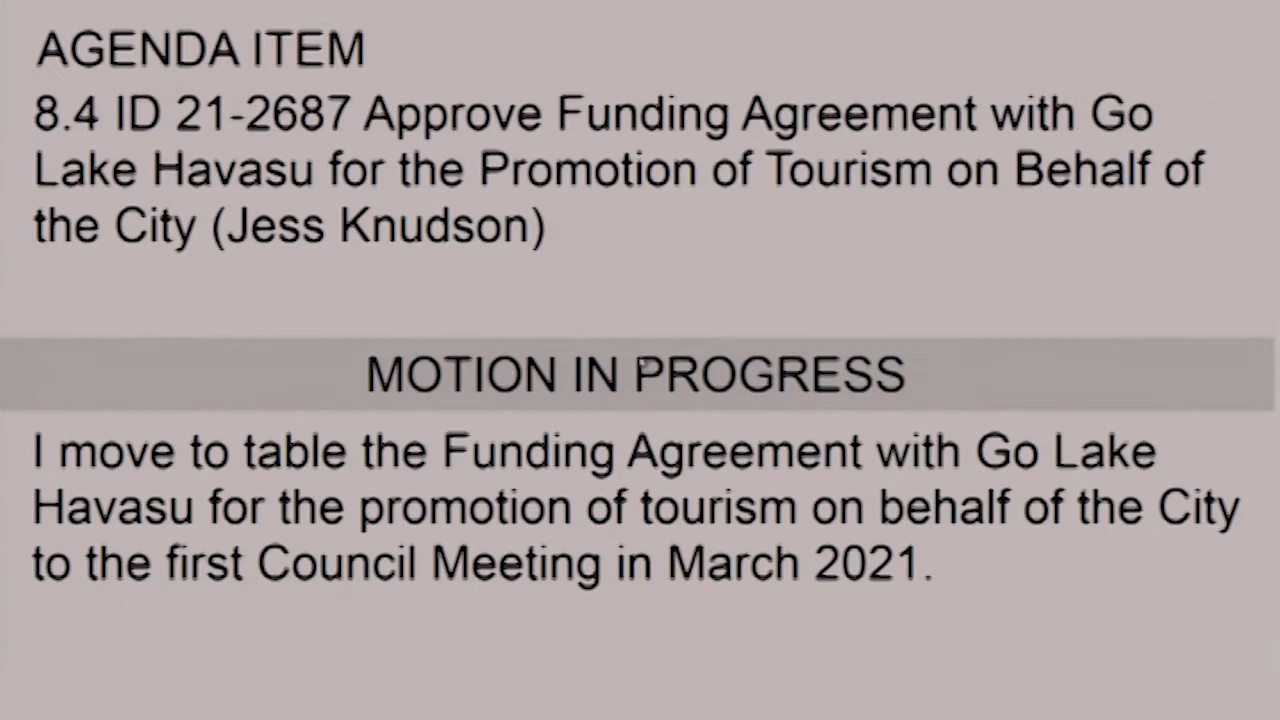 AGENDA ITEM
8.4 ID 21-2687 Approve Funding Agreement with Go
Lake Havasu for the Promotion of Tourism on Behalf of
the City (Jess Knudson)
MOTION IN PROGRESS
I move to table the Funding Agreement with Go Lake
Havasu for the promotion of tourism on behalf of the City
to the first Council Meeting in March 2021.